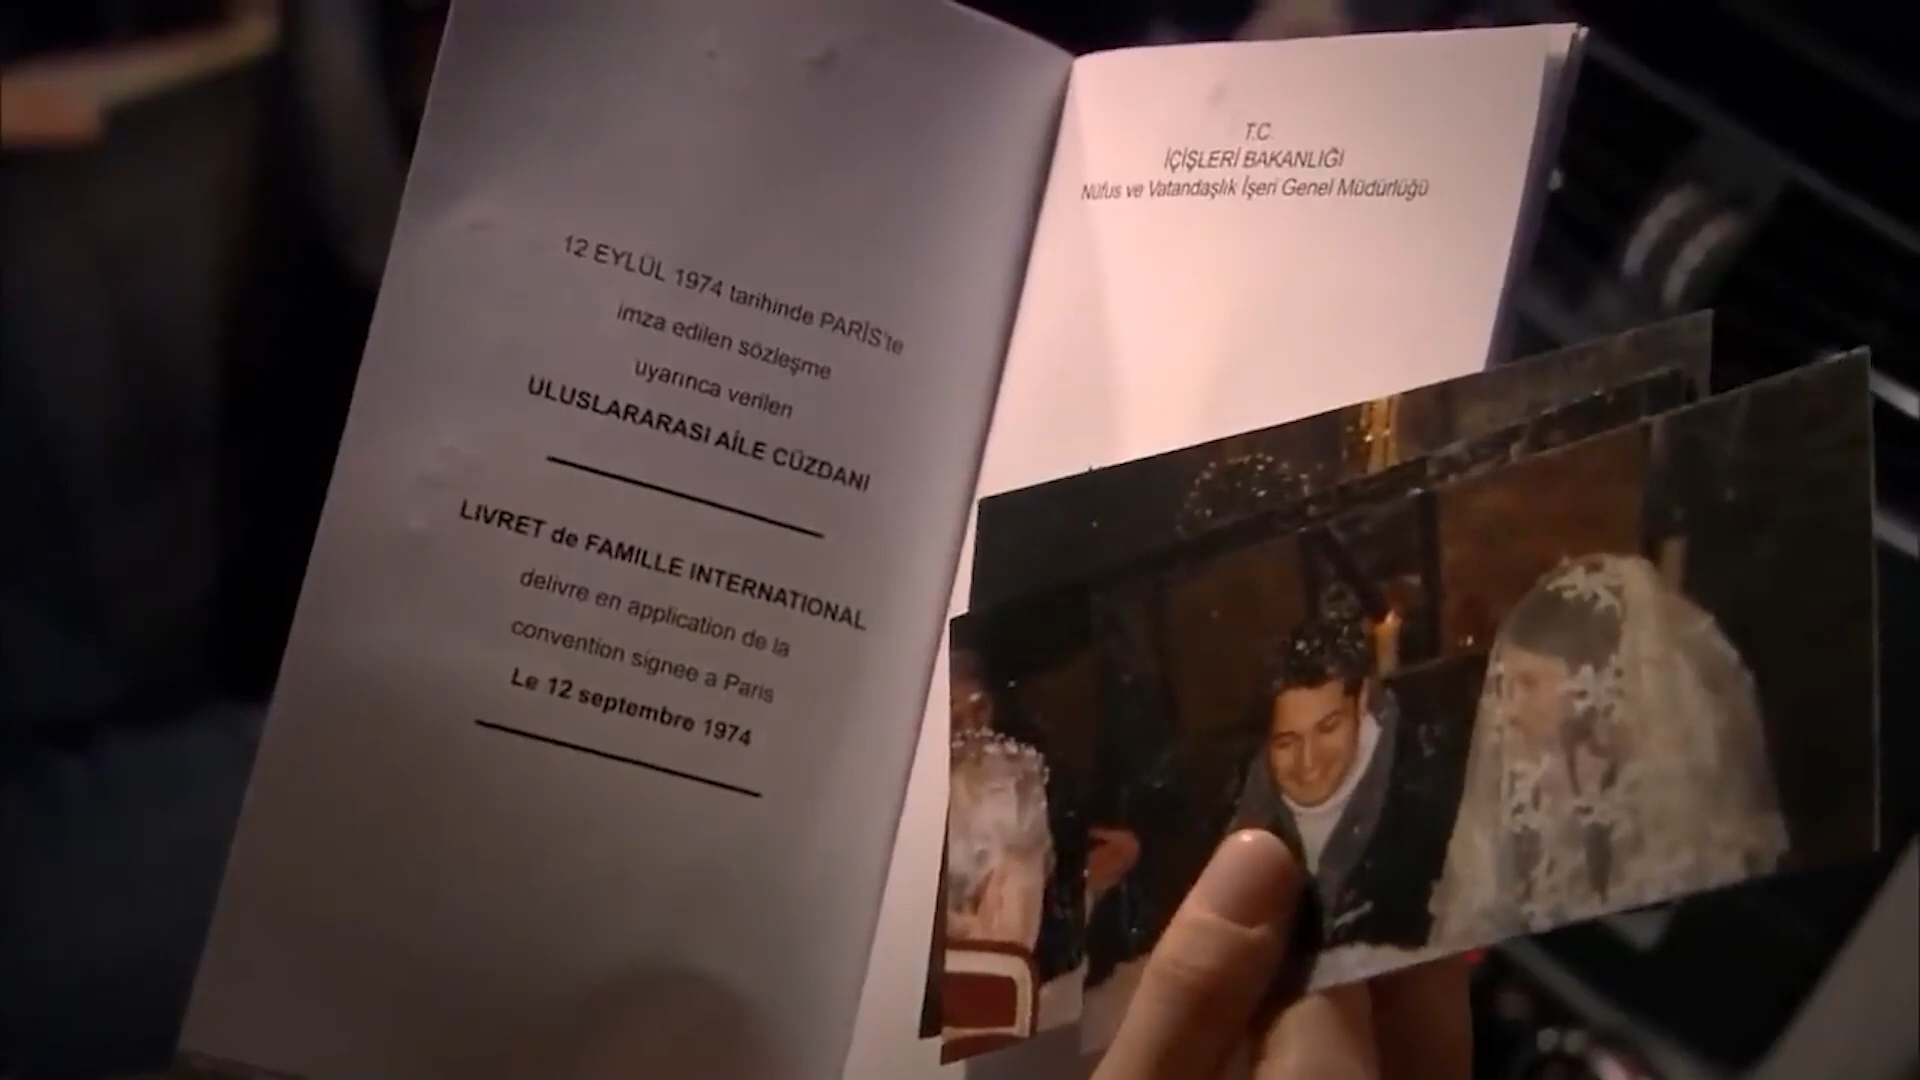 12 EYLÜL 1974 tarihinde PARİS'te
imza edilen sözleşme
uyarınca verilen
ULUSLARARASI AİLE CÜZDANI
LIVRET de FAMILLE INTERNATIONAL
delivre en application de la
convention signee a Paris
Le 12 septembre 1974
T.C.
İÇİŞLERİ BAKANLIĞI
Nüfus ve Vatandaşlık İşeri Genel Müdürlüğü